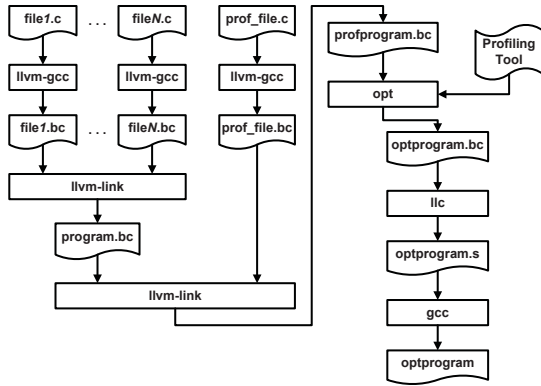 file1.c . . . fileN.c prof_file.c
llvm-gcc llvm-gcc llvm-gcc
file1.bc . . . fileN.bc prof_file.bc
llvm-link
program.bc
llvm-link
profprogram.bc
Profiling
Tool
opt
optprogram.bc
llc
optprogram.s
gcc
optprogram